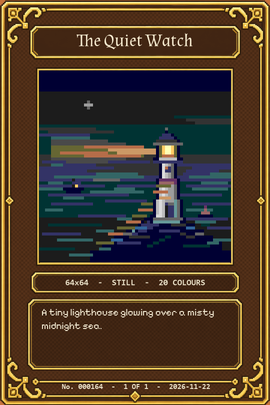 The Quiet Watch
64x64 - STILL - 20 COLOURS
A tiny lighthouse glowing over a misty
midnight sea.
No. 000164 - 1 OF 1 - 2026-11-22